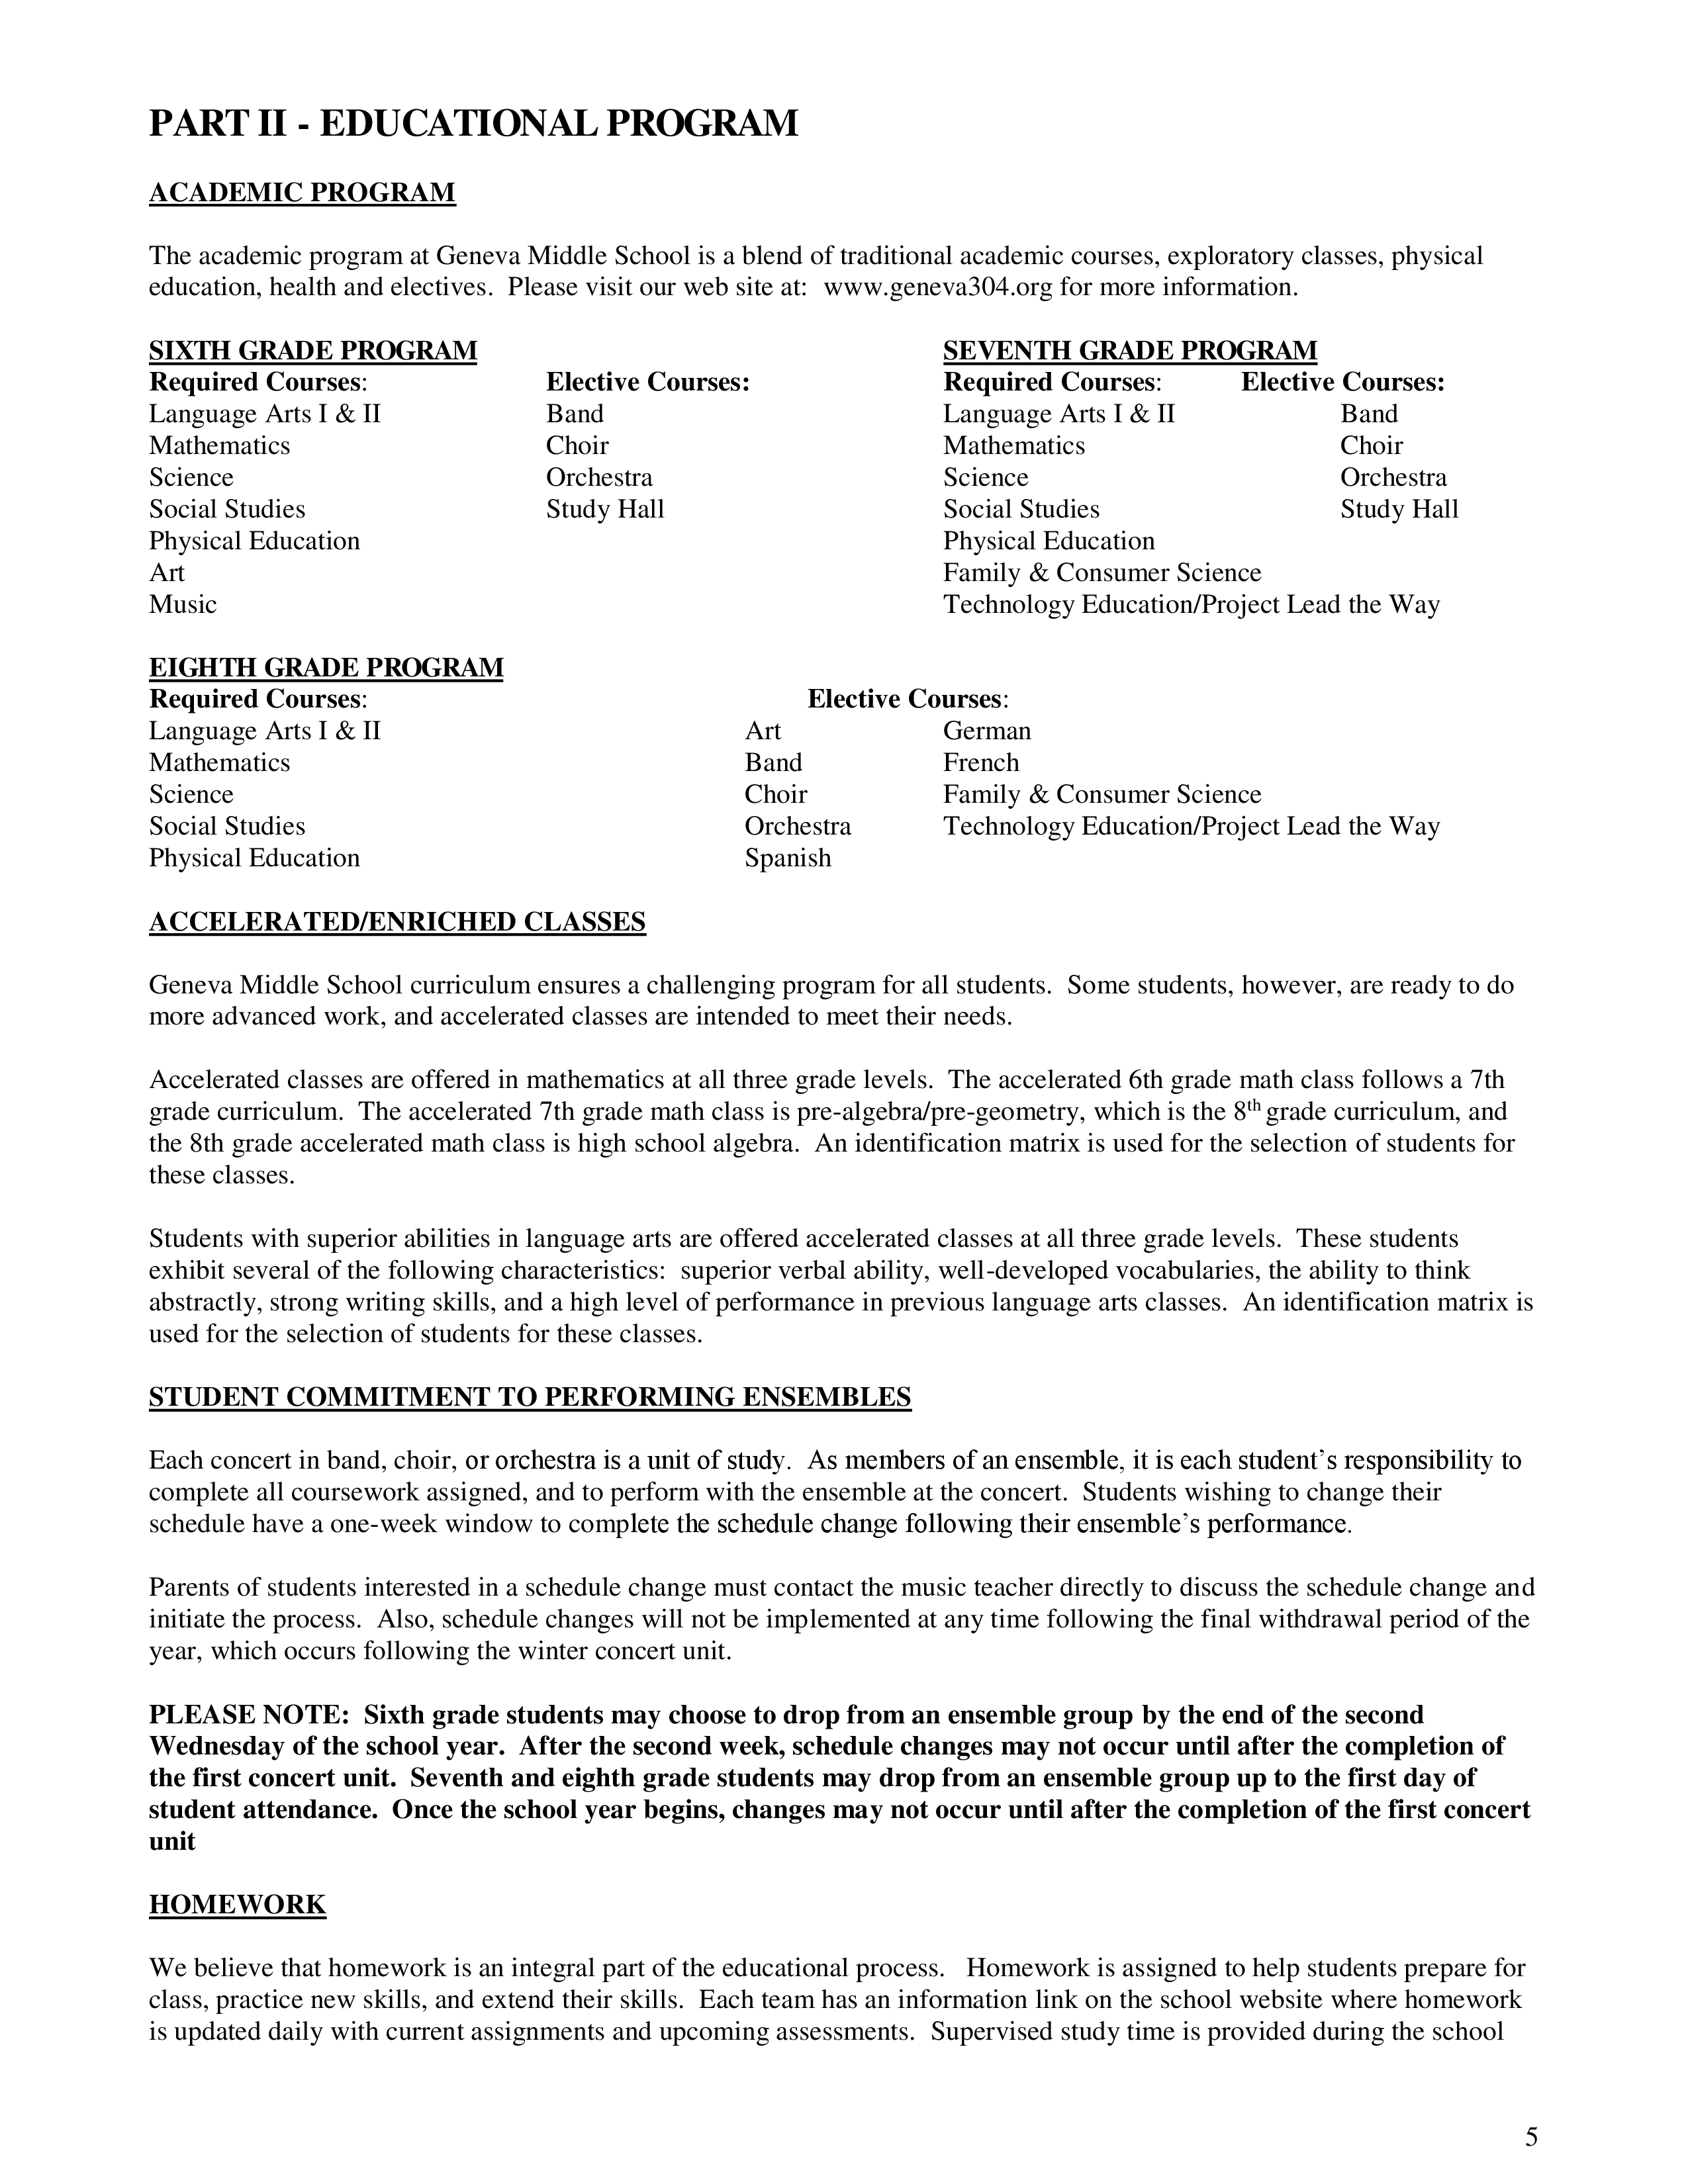 PART II - EDUCATIONAL PROGRAM
ACADEMIC PROGRAM
The academic program at Geneva Middle School is a blend of traditional academic courses, exploratory classes, physical
education, health and electives.  Please visit our web site at:  www.geneva304.org for more information.
SIXTH GRADE PROGRAM SEVENTH GRADE PROGRAM
Required Courses: Elective Courses: Required Courses: Elective Courses:
Language Arts I & II Band Language Arts I & II Band
Mathematics Choir Mathematics Choir
Science Orchestra Science Orchestra
Social Studies Study Hall Social Studies Study Hall
Physical Education Physical Education
Art Family & Consumer Science
Music Technology Education/Project Lead the Way
EIGHTH GRADE PROGRAM
Required Courses: Elective Courses:
Language Arts I & II Art German
Mathematics Band French
Science Choir Family & Consumer Science
Social Studies Orchestra Technology Education/Project Lead the Way
Physical Education Spanish
ACCELERATED/ENRICHED CLASSES
Geneva Middle School curriculum ensures a challenging program for all students.  Some students, however, are ready to do
more advanced work, and accelerated classes are intended to meet their needs.
Accelerated classes are offered in mathematics at all three grade levels.  The accelerated 6th grade math class follows a 7th
grade curriculum.  The accelerated 7th grade math class is pre-algebra/pre-geometry, which is the 8th grade curriculum, and
the 8th grade accelerated math class is high school algebra.  An identification matrix is used for the selection of students for
these classes.
Students with superior abilities in language arts are offered accelerated classes at all three grade levels.  These students
exhibit several of the following characteristics:  superior verbal ability, well-developed vocabularies, the ability to think
abstractly, strong writing skills, and a high level of performance in previous language arts classes.  An identification matrix is
used for the selection of students for these classes.
STUDENT COMMITMENT TO PERFORMING ENSEMBLES
Each concert in band, choir, or orchestra is a unit of study.  As members of an ensemble, it is each student’s responsibility to
complete all coursework assigned, and to perform with the ensemble at the concert.  Students wishing to change their
schedule have a one-week window to complete the schedule change following their ensemble’s performance.
Parents of students interested in a schedule change must contact the music teacher directly to discuss the schedule change and
initiate the process.  Also, schedule changes will not be implemented at any time following the final withdrawal period of the
year, which occurs following the winter concert unit.
PLEASE NOTE:  Sixth grade students may choose to drop from an ensemble group by the end of the second
Wednesday of the school year.  After the second week, schedule changes may not occur until after the completion of
the first concert unit.  Seventh and eighth grade students may drop from an ensemble group up to the first day of
student attendance.  Once the school year begins, changes may not occur until after the completion of the first concert
unit
HOMEWORK
We believe that homework is an integral part of the educational process.   Homework is assigned to help students prepare for
class, practice new skills, and extend their skills.  Each team has an information link on the school website where homework
is updated daily with current assignments and upcoming assessments.  Supervised study time is provided during the school
5